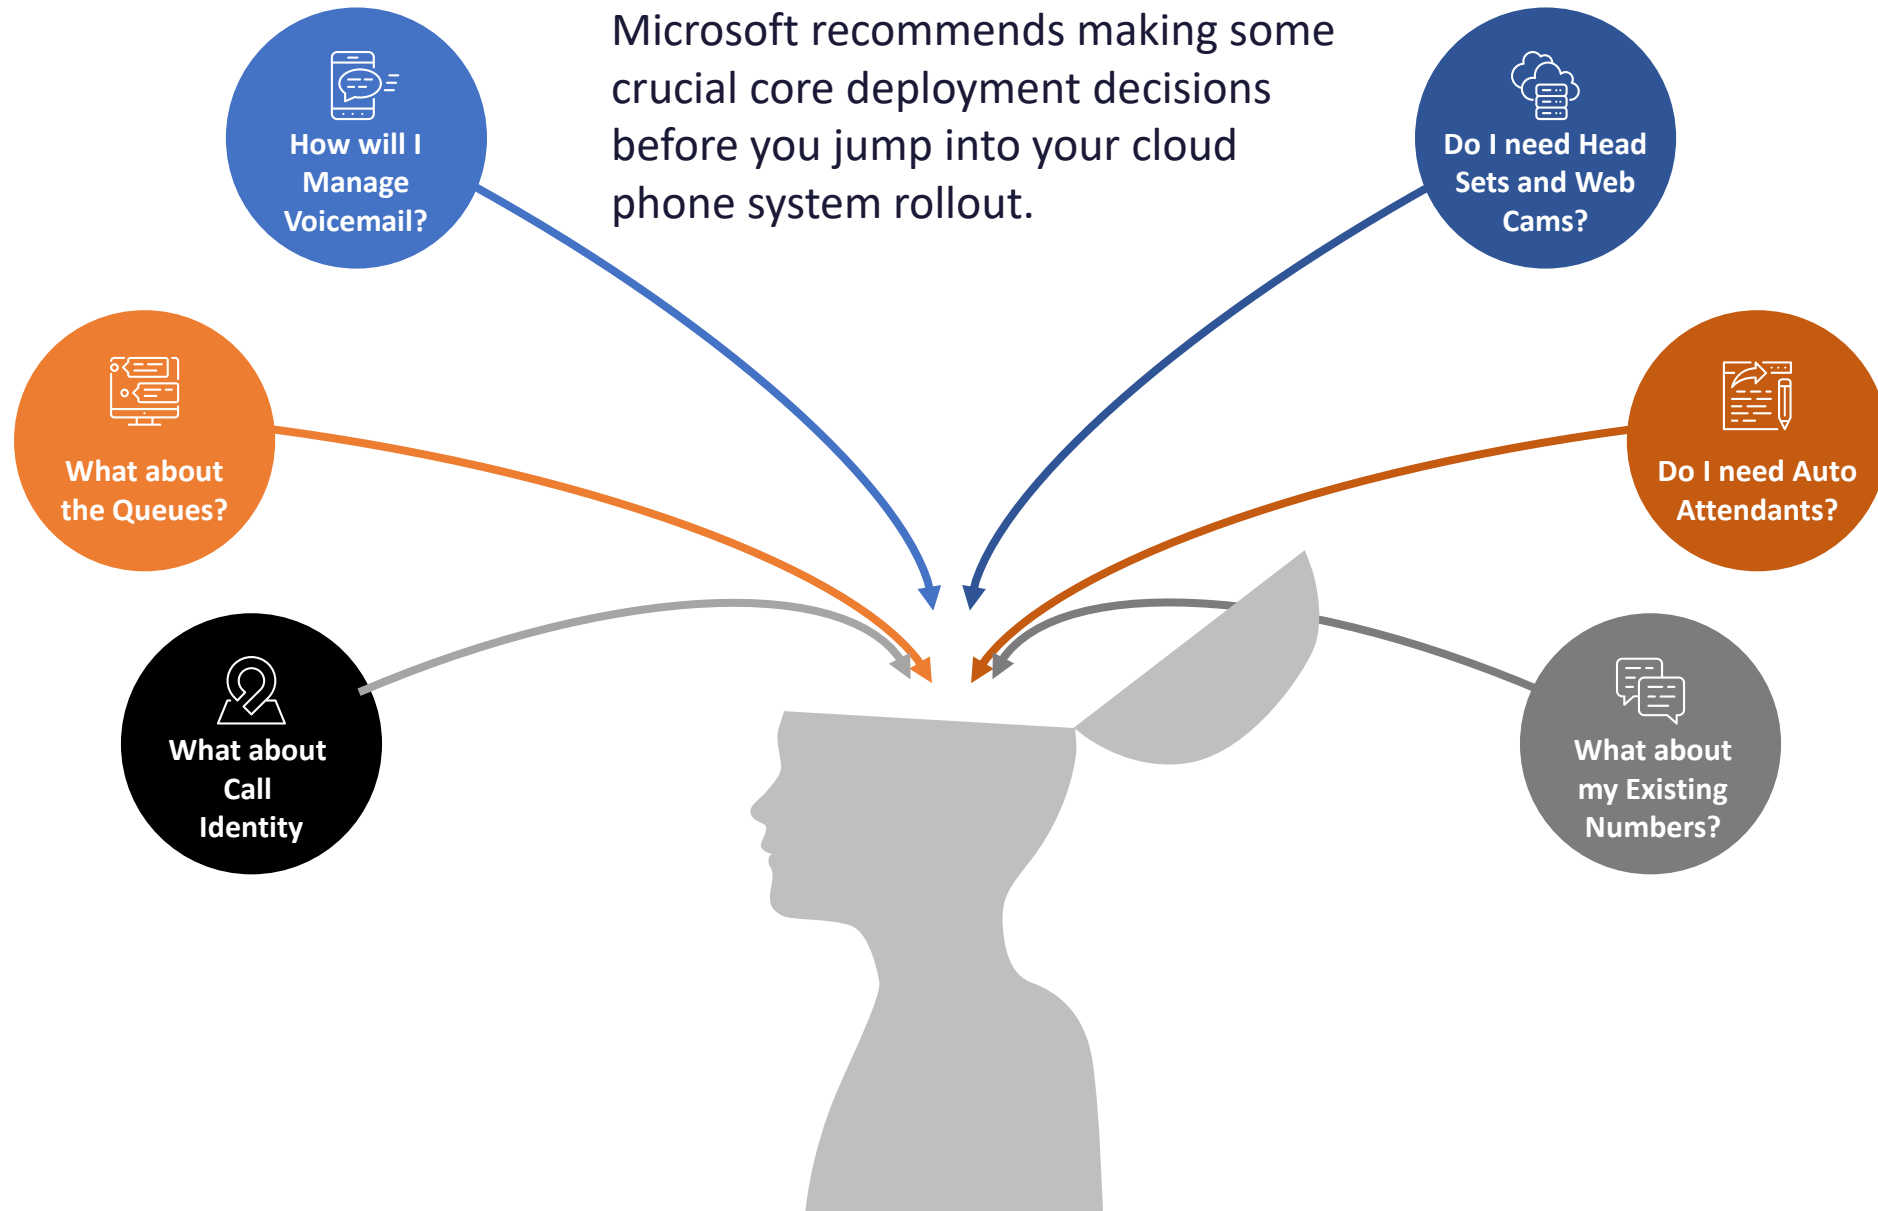 Microsoft recommends making some
crucial core deployment decisions
before you jump into your cloud
phone system rollout.
How will I
Manage
Voicemail?
Do I need Head
Sets and Web
Cams?
What about
the Queues?
Do I need Auto
Attendants?
What about
Call
Identity
What about
my Existing
Numbers?